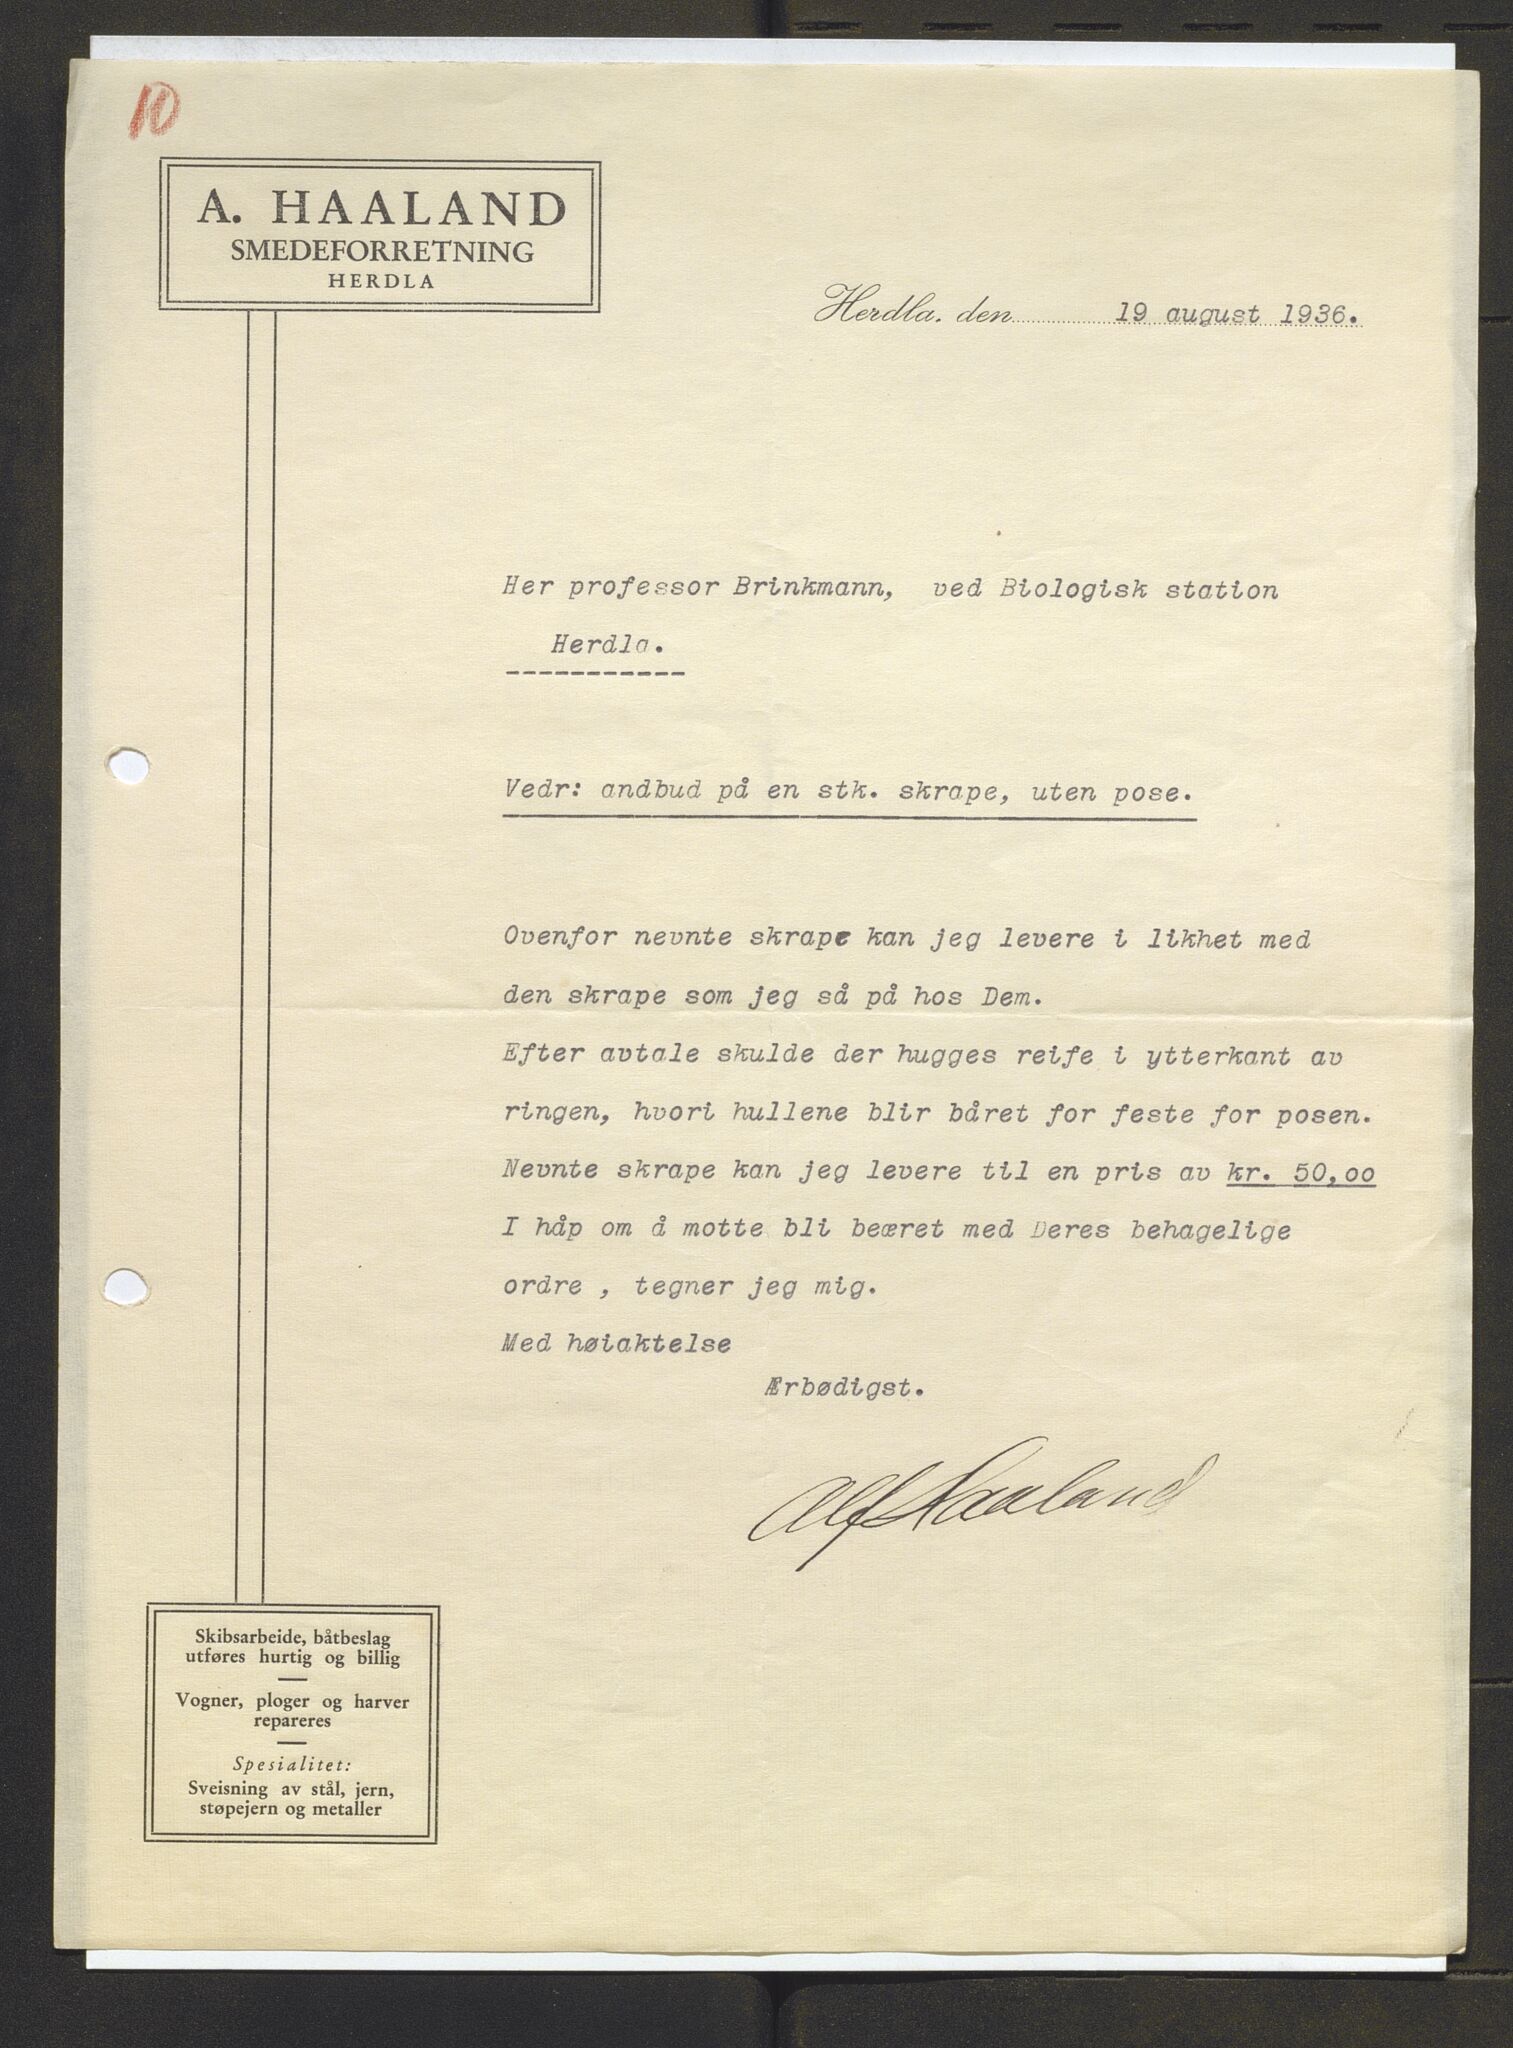 10
A. HAALAND
SMEDEFORRETNING
HERDLA
Herdla, den 19 august 1936.
Her professor Brinkmann, ved Biologisk station
Herdla.
Vedr: andbud på en stk. skrape, uten pose.
Ovenfor nevnte skrape kan jeg levere i likhet med
den skrape som jeg så på hos Dem.
Efter avtale skulde der hugges reife i ytterkant av
ringen, hvori hullene blir båret for feste for posen.
Nevnte skrape kan jeg levere til en pris av kr. 50,oo
I håp om å motte bli beæret med Deres behagelige
ordre , tegner jeg mig.
Med høiaktelse
Ærbødigst.
Alf Haaland
Skibsarbeide, båtbeslag
utføres hurtig og billig
Vogner, ploger og harver
repareres
Spesialitet:
Sveisning av stål, jern,
støpejern og metaller